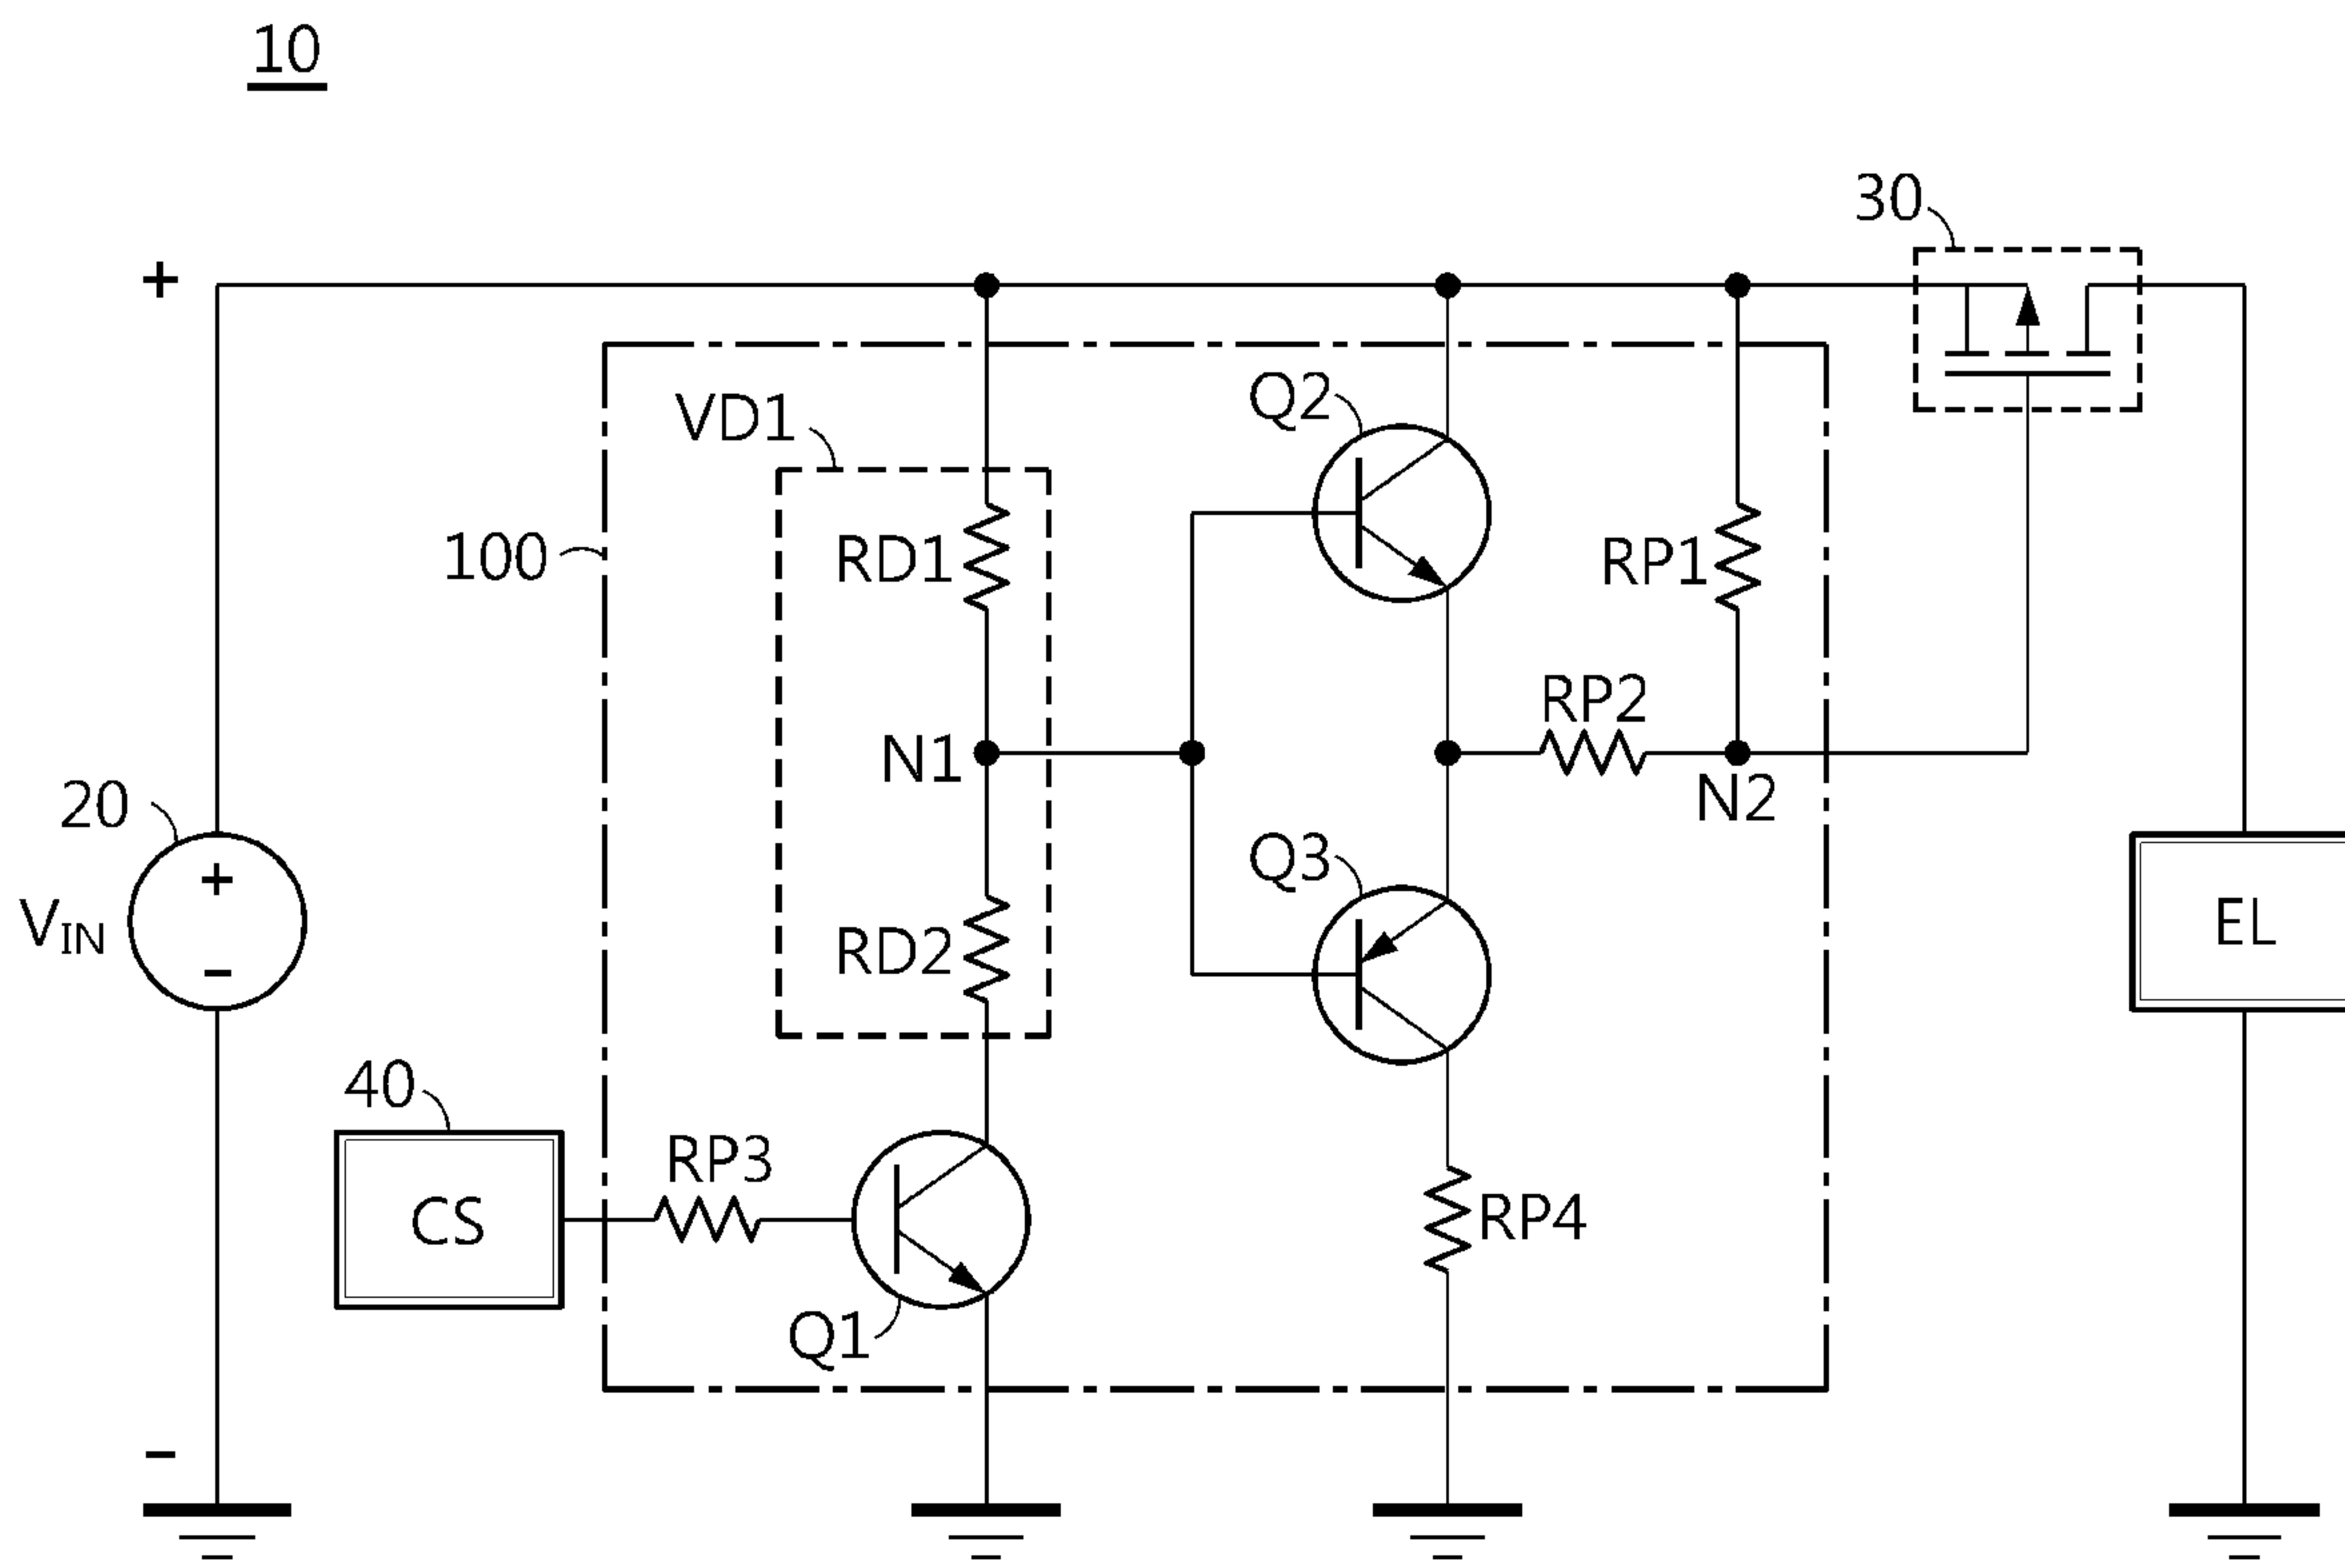 10
30
+
Q2
VD1
100
RD1
RP1
RP2
N1
N2
20
+
Q3
VIN
EL
RD2
-
40
RP3
CS
RP4
Q1
-